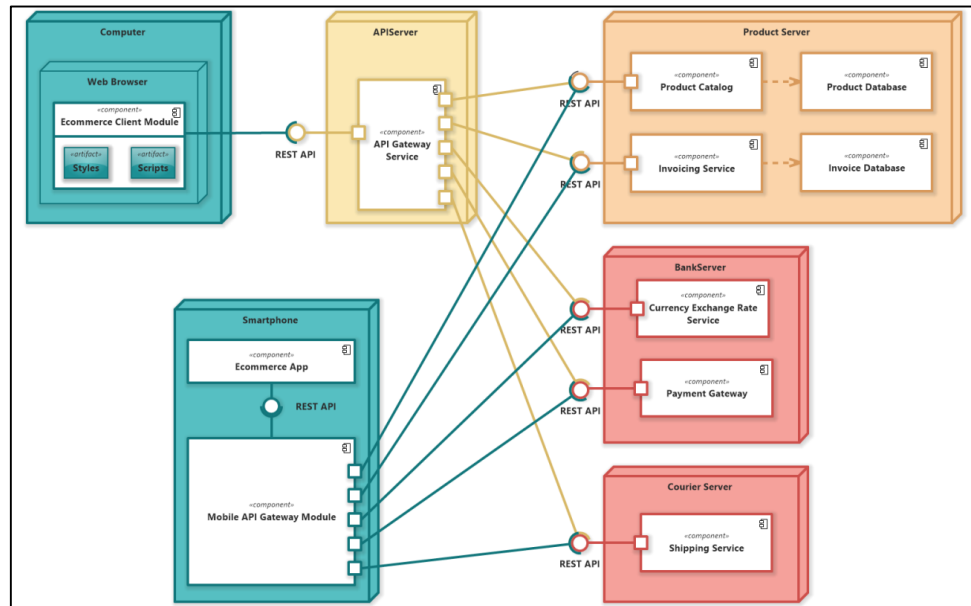 Computer
Web Browser
«component»
Ecommerce Client Module
«artifact»
Styles
«artifact»
Scripts
REST API
APIServer
«component»
API Gateway
Service
Product Server
REST API
«component»
Product Catalog
«component»
Product Database
REST API
«component»
Invoicing Service
«component»
Invoice Database
BankServer
REST API
«component»
Currency Exchange Rate
Service
REST API
«component»
Payment Gateway
Smartphone
«component»
Ecommerce App
REST API
«component»
Mobile API Gateway Module
Courier Server
REST API
«component»
Shipping Service